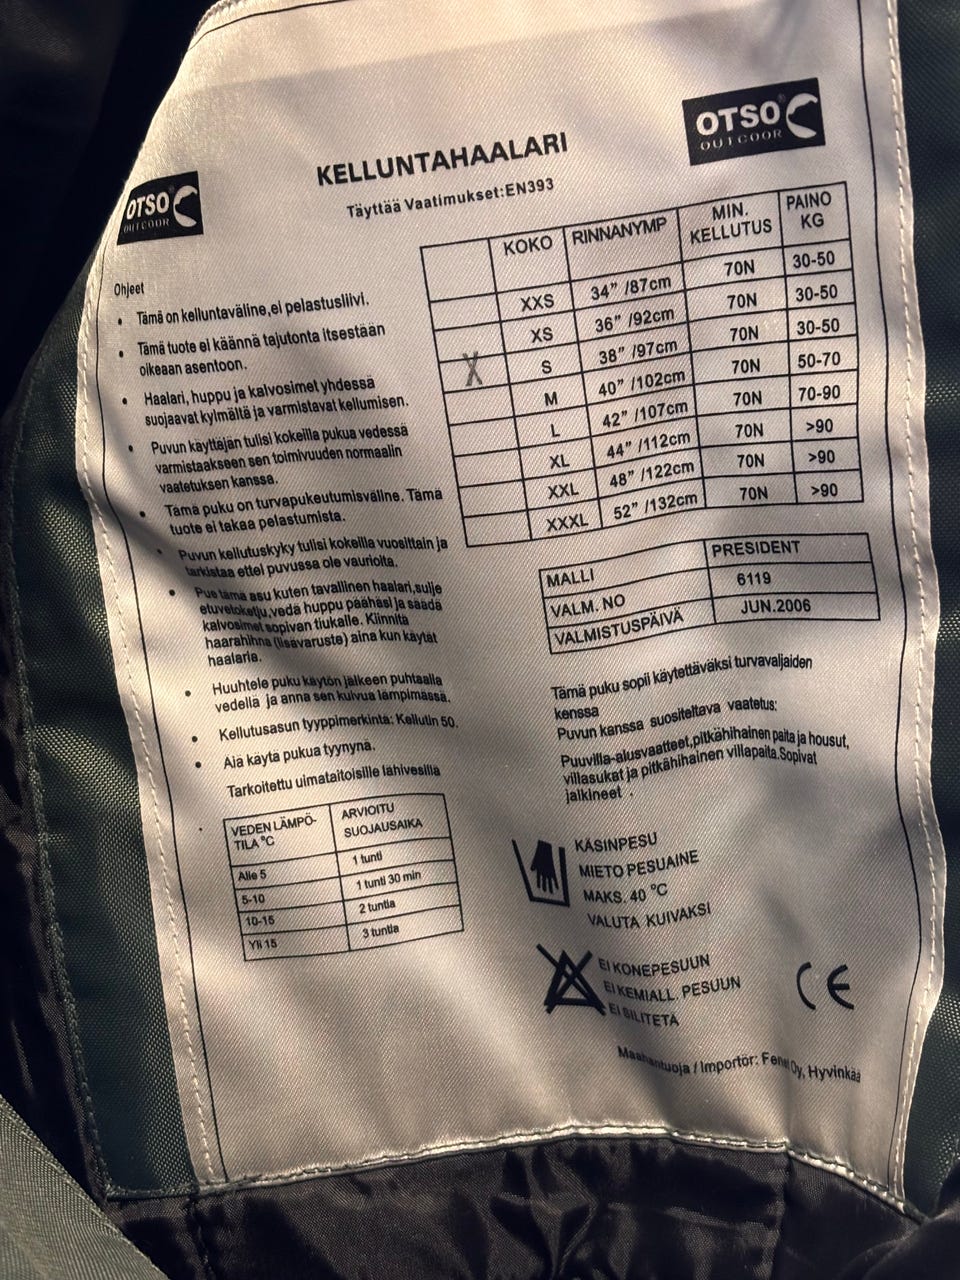 OTSO
OUTDOOR
KELLUNTAHAALARI
Täyttää Vaatimukset:EN393
OTSO
OUTDOOR
Ohjeet
• Tämä on kelluntaväline,ei pelastusliivi.
• Tämä tuote ei käännä tajutonta itsestään
oikeaan asentoon.
• Haalari, huppu ja kalvosimet yhdessä
suojaavat kylmältä ja varmistavat kellumisen.
• Puvun käyttäjän tulisi kokeilla pukua vedessä
varmistaakseen sen toimivuuden normaalin
vaatetuksen kanssa.
• Tämä puku on turvapukeutumisväline. Tämä
tuote ei takaa pelastumista.
• Puvun kellutuskyky tulisi kokeilla vuosittain ja
tarkistaa ettei puvussa ole vaurioita.
• Pue tämä asu kuten tavallinen haalari,sulje
etuvetoketju,vedä huppu päähäsi ja säädä
kalvosimet sopivan tiukalle. Kiinnitä
haarahihna (lisävaruste) aina kun käytät
haalaria.
• Huuhtele puku käytön jälkeen puhtaalla
vedellä ja anna sen kuivua lämpimässä.
• Kellutusasun tyyppimerkintä: Kellutin 50.
• Älä käytä pukua tyynynä.
Tarkoitettu uimataitoisille lähivesillä
VEDEN LÄMPÖ-
TILA °C
ARVIOITU
SUOJAUSAIKA
Alle 5 1 tunti
5-10 1 tunti 30 min
10-15 2 tuntia
Yli 15 3 tuntia
KOKO RINNANYMP MIN. KELLUTUS PAINO KG
XXS 34” /87cm 70N 30-50
XS 36” /92cm 70N 30-50
X S 38” /97cm 70N 30-50
M 40” /102cm 70N 50-70
L 42” /107cm 70N 70-90
XL 44” /112cm 70N >90
XXL 48” /122cm 70N >90
XXXL 52” /132cm 70N >90
MALLI PRESIDENT
VALM. NO 6119
VALMISTUSPÄIVÄ JUN.2006
Tämä puku sopii käytettäväksi turvavaljaiden
kenssa
Puvun kanssa suositeltava vaatetus:
Puuvilla-alusvaatteet,pitkähihainen paita ja housut,
villasukat ja pitkähihainen villapaita.Sopivat
jalkineet .
KÄSINPESU
MIETO PESUAINE
MAKS. 40 °C
VALUTA KUIVAKSI
EI KONEPESUUN
EI KEMIALL. PESUUN
EI SILITETÄ
CE
Maahantuoja / Importör: Oy, Hyvinkää